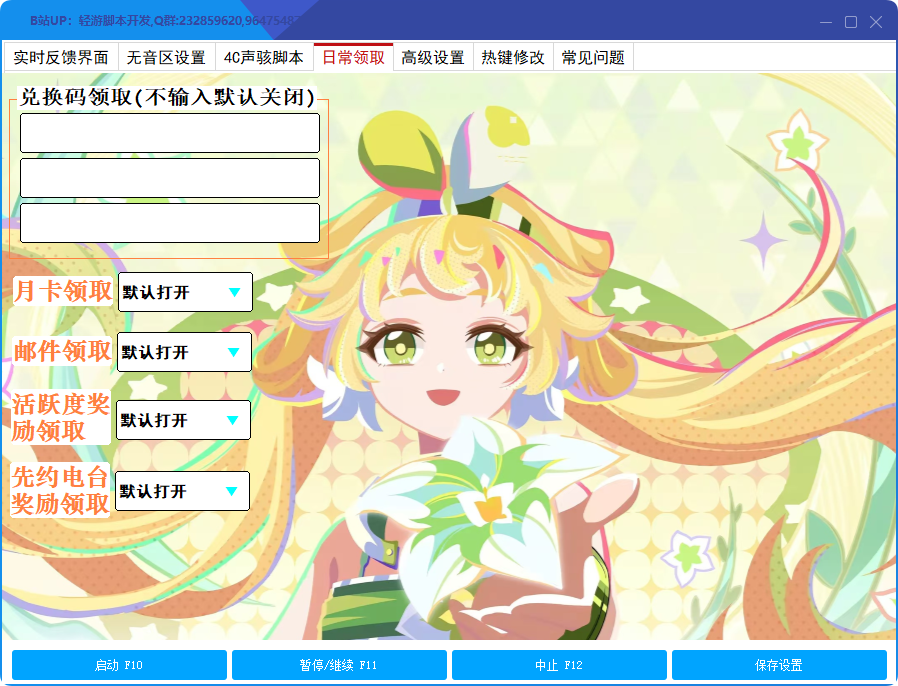 B站UP：轻游脚本开发,Q群:232859620,9647548
实时反馈界面 无音区设置 4C声骇脚本 日常领取 高级设置 热键修改 常见问题
兑换码领取(不输入默认关闭)
月卡领取 默认打开
邮件领取 默认打开
活跃度奖
励领取 默认打开
先约电台
奖励领取 默认打开
启动 F10 暂停/继续 F11 中止 F12 保存设置